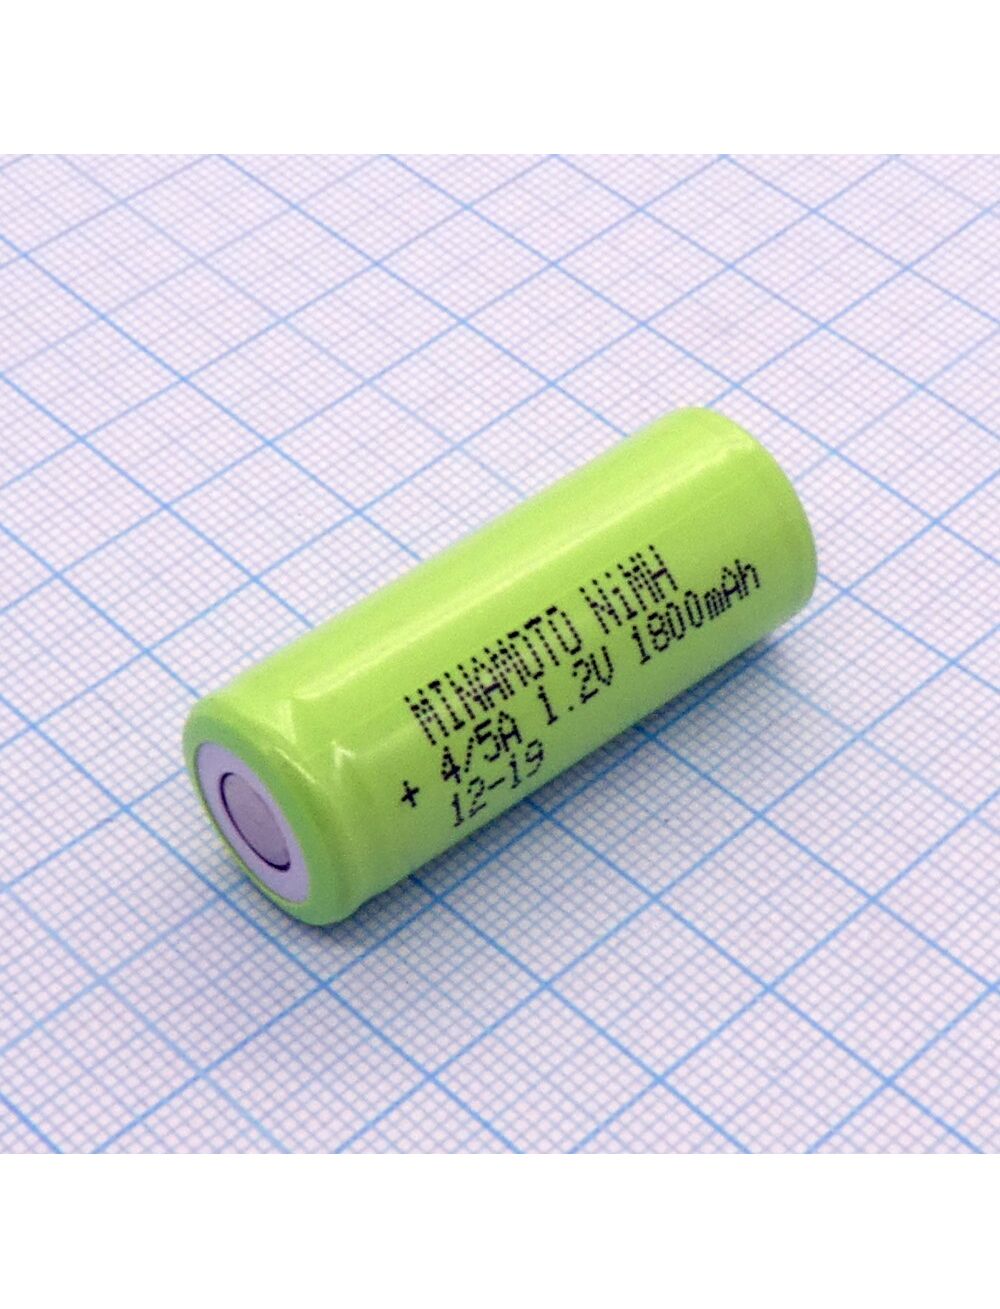 MINAMOTO NiMH
+ 4/5A 1.2V 1800mAh
12-19